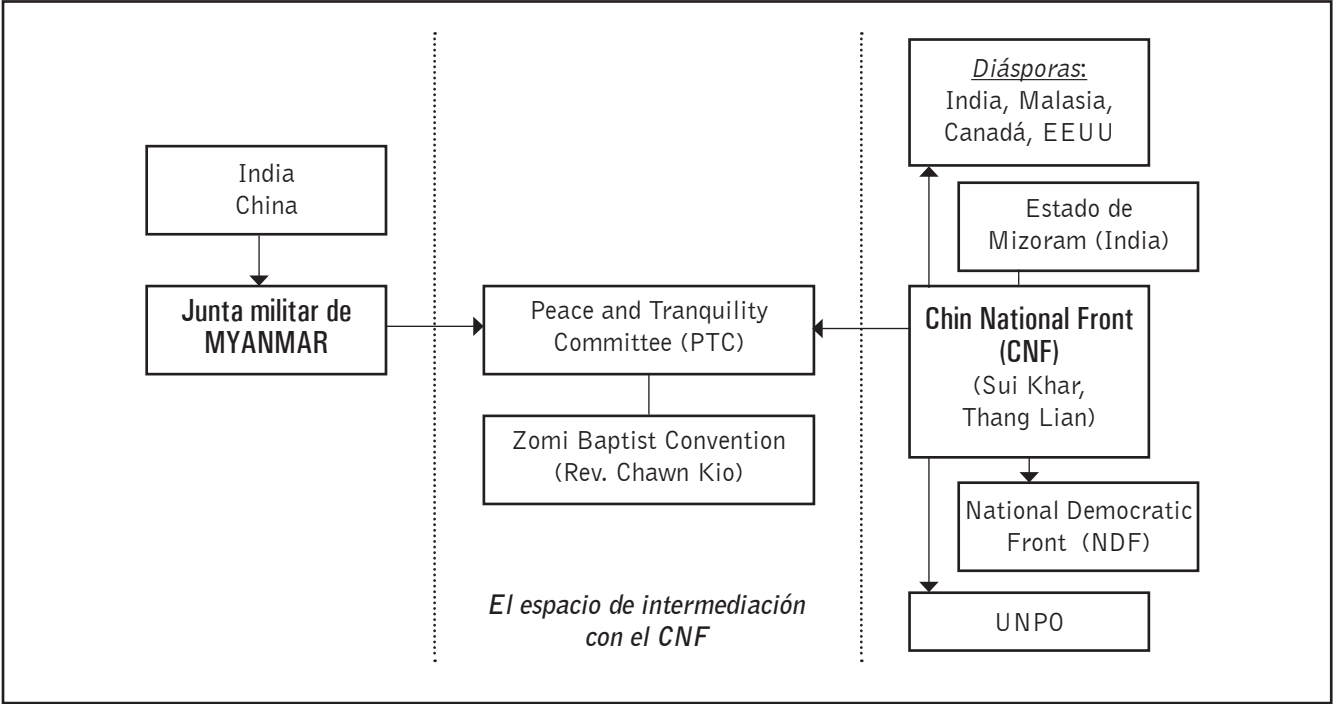 India
China
Junta militar de
MYANMAR
Peace and Tranquility
Committee (PTC)
Zomi Baptist Convention
(Rev. Chawn Kio)
El espacio de intermediación
con el CNF
Diásporas:
India, Malasia,
Canadá, EEUU
Estado de
Mizoram (India)
Chin National Front
(CNF)
(Sui Khar,
Thang Lian)
National Democratic
Front (NDF)
UNPO